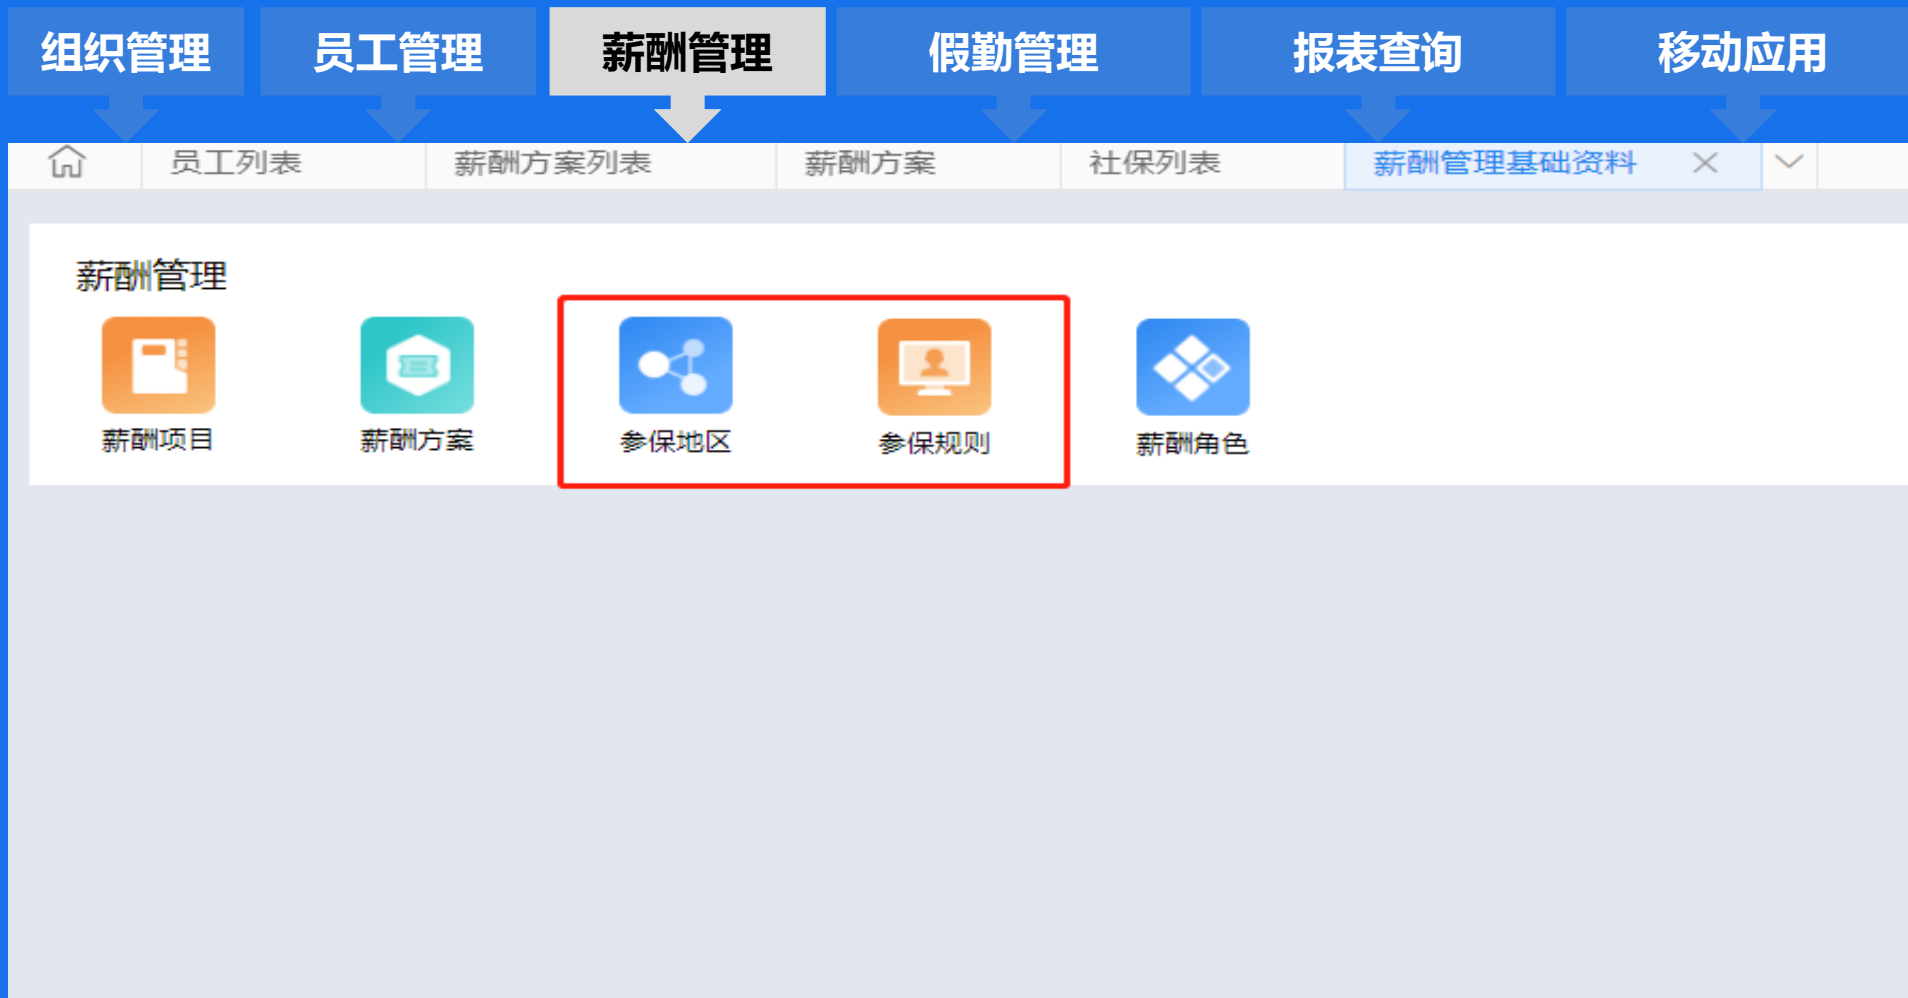 组织管理 员工管理 薪酬管理 假勤管理 报表查询 移动应用
员工列表 薪酬方案列表 薪酬方案 社保列表 薪酬管理基础资料
薪酬管理
薪酬项目 薪酬方案 参保地区 参保规则 薪酬角色